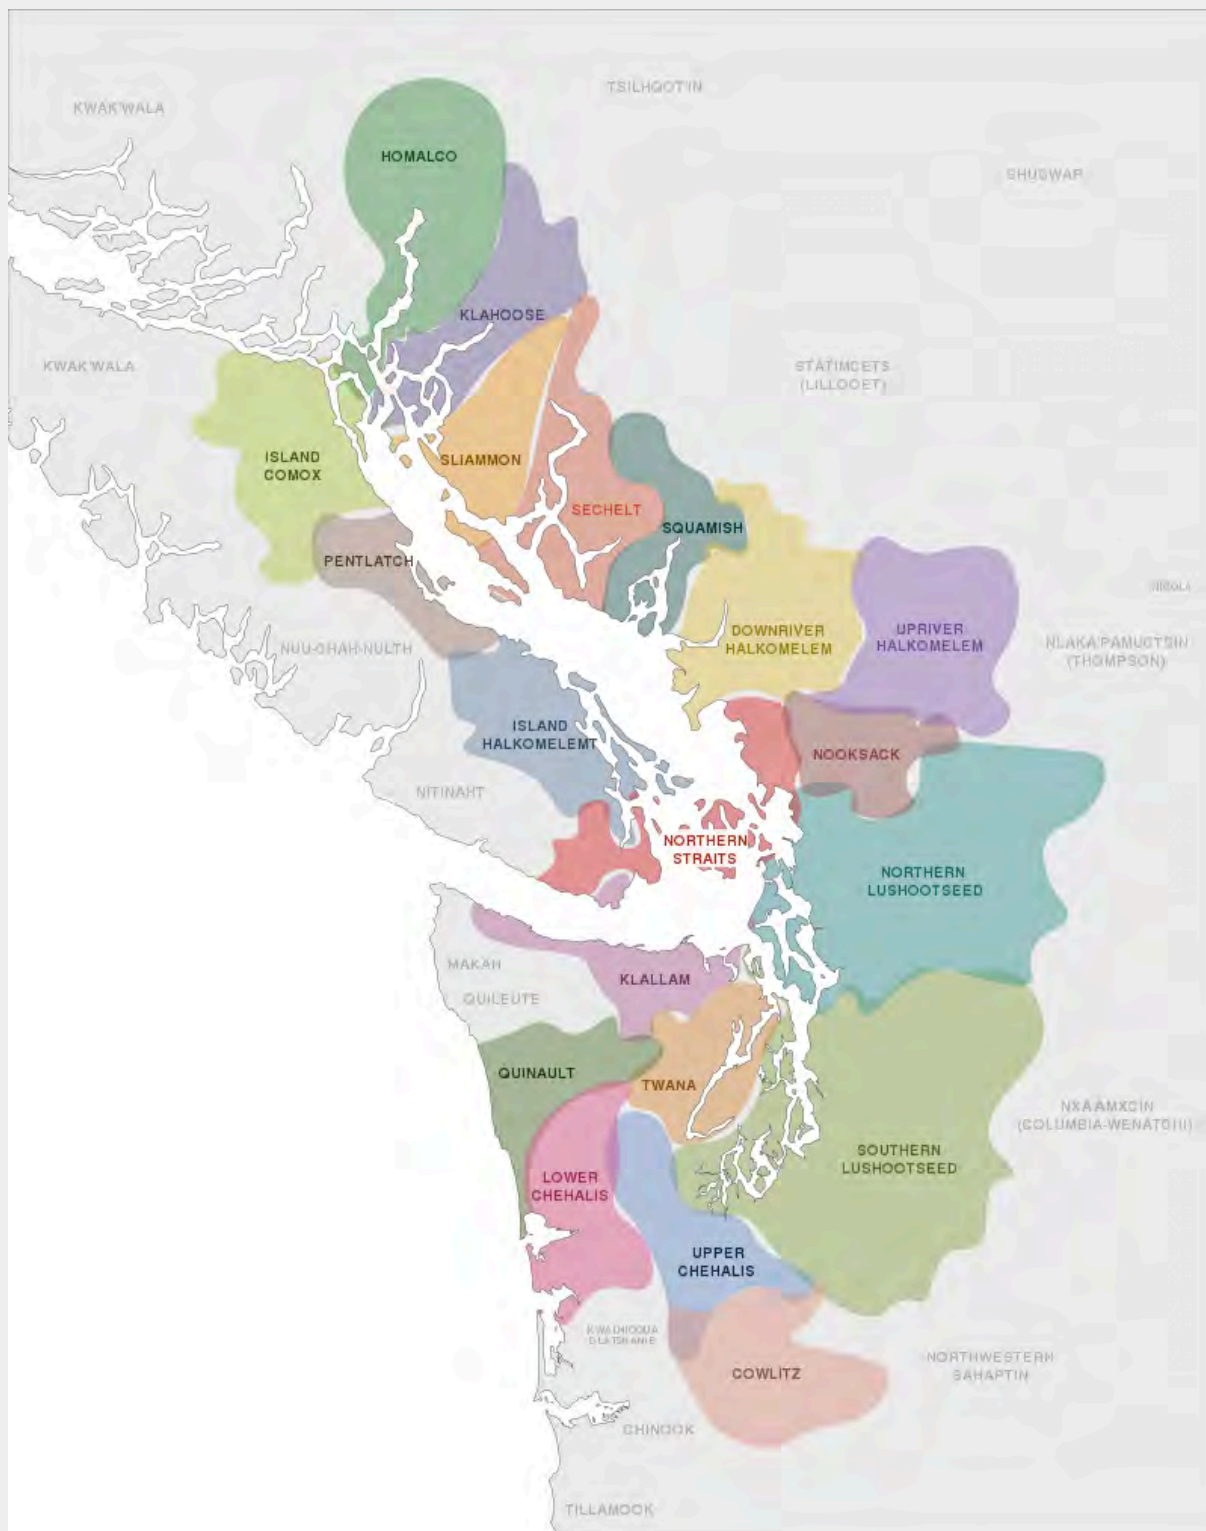 TSILHQOT'IN
KWAK'WALA
HOMALCO
SHUSWAP
KLAHOOSE
KWAK'WALA
STATIMCETS
(LILLOOET)
ISLAND
COMOX
SLIAMMON
SECHELT
SQUAMISH
PENTLATCH
NICOLA
DOWNRIVER
HALKOMELEM
UPRIVER
HALKOMELEM
NUU-CHAH-NULTH
NLAKA'PAMUCTSIN
(THOMPSON)
ISLAND
HALKOMELEMT
NOOKSACK
NITINAHT
NORTHERN
STRAITS
NORTHERN
LUSHOOTSEED
MAKAH
KLALLAM
QUILEUTE
QUINAULT
TWANA
NXAAMXCIN
(COLUMBIA-WENATCHI)
SOUTHERN
LUSHOOTSEED
LOWER
CHEHALIS
UPPER
CHEHALIS
NORTHWESTERN
SAHAPTIN
COWLITZ
CHINOOK
TILLAMOOK